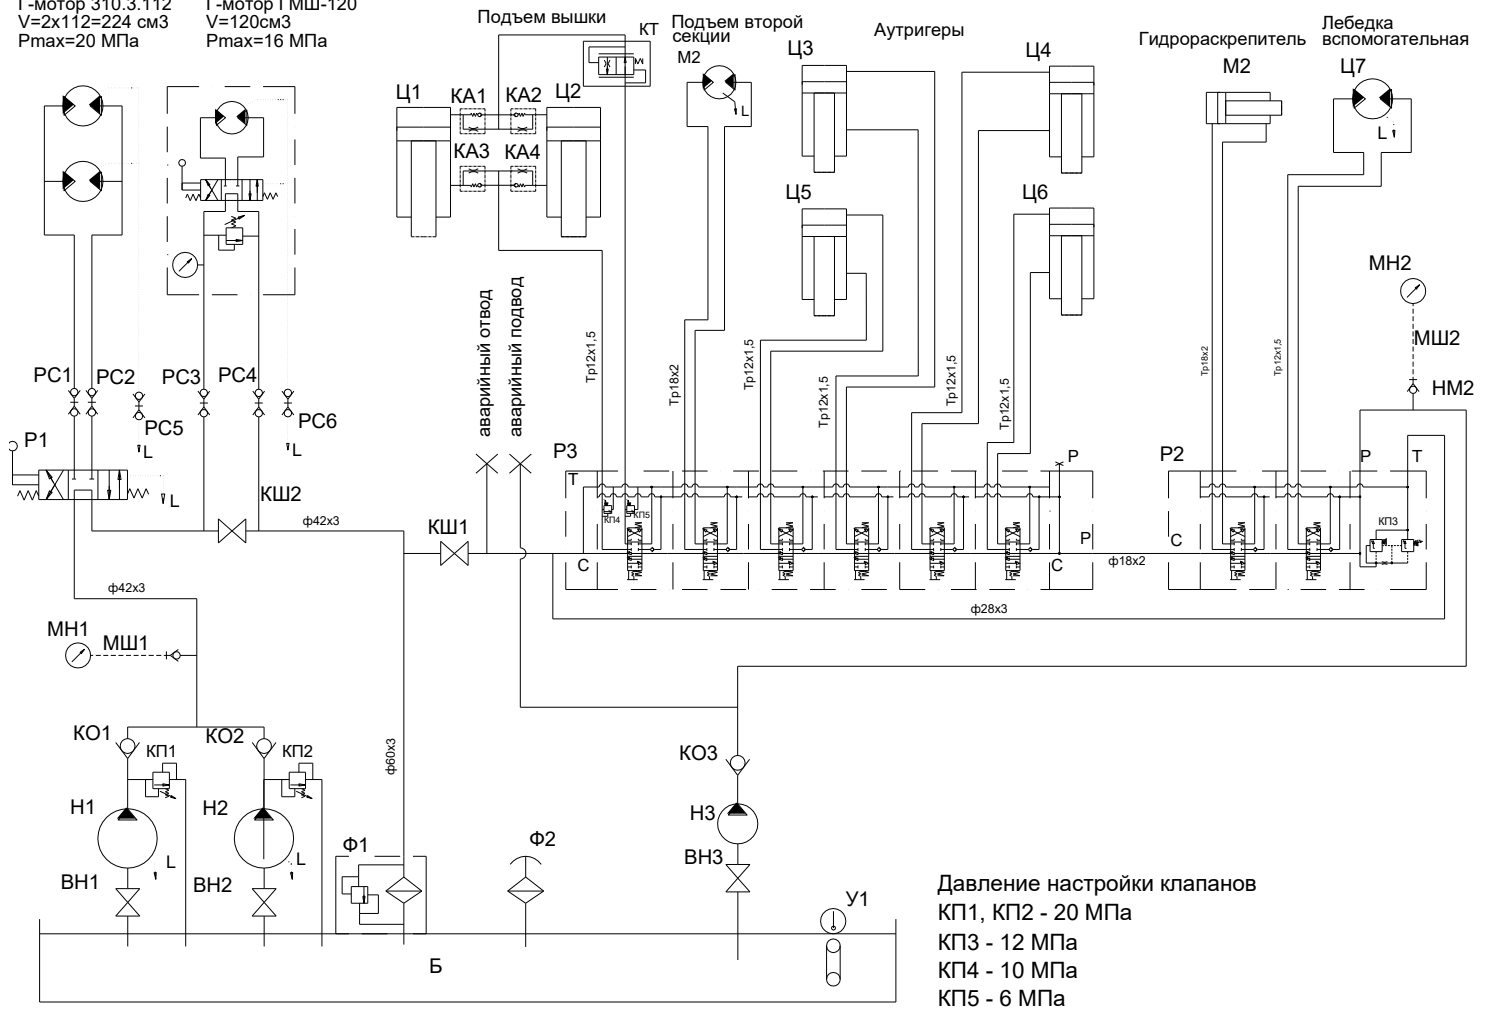 Г-мотор 310.3.112
V=2х112=224 см3
Pmax=20 МПа
Г-мотор ГМШ-120
V=120см3
Pmax=16 МПа
Подъем вышки
КТ
Подъем второй
секции
М2
L
Аутригеры
Лебедка
вспомогательная
Гидрораскрепитель
М2
Ц7
L
Ц1
КА1
КА2
Ц2
КА3
КА4
Ц3
Ц4
Ц5
Ц6
МН2
МШ2
НМ2
аварийный отвод
аварийный подвод
Тр12х1,5
Тр18х2
Тр12х1,5
Тр12х1,5
Тр12х1,5
Тр12х1,5
Тр18х2
Тр12х1,5
РС1
РС2
РС3
РС4
РС5
РС6
L
L
Р1
L
КШ2
ф42х3
КШ1
Р3
Т
КП4
КП5
С
Р
Р
С
ф18х2
Р2
С
Р
Т
КП3
ф28х3
ф42х3
МН1
МШ1
КО1
КО2
КП1
КП2
ф60х3
КО3
Н1
Н2
Н3
L
L
ВН1
ВН2
ВН3
Ф1
Ф2
У1
Б
Давление настройки клапанов
КП1, КП2 - 20 МПа
КП3 - 12 МПа
КП4 - 10 МПа
КП5 - 6 МПа